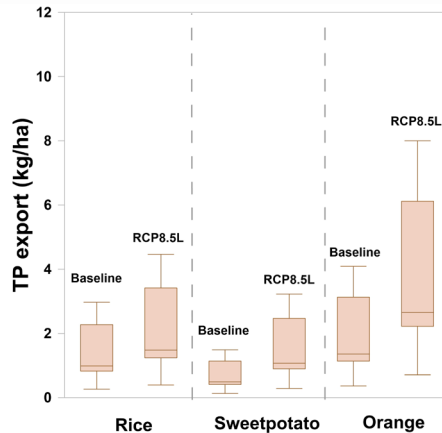 TP export (kg/ha)
12
10
8
6
4
2
0
Baseline
RCP8.5L
Baseline
RCP8.5L
Baseline
RCP8.5L
Rice
Sweetpotato
Orange